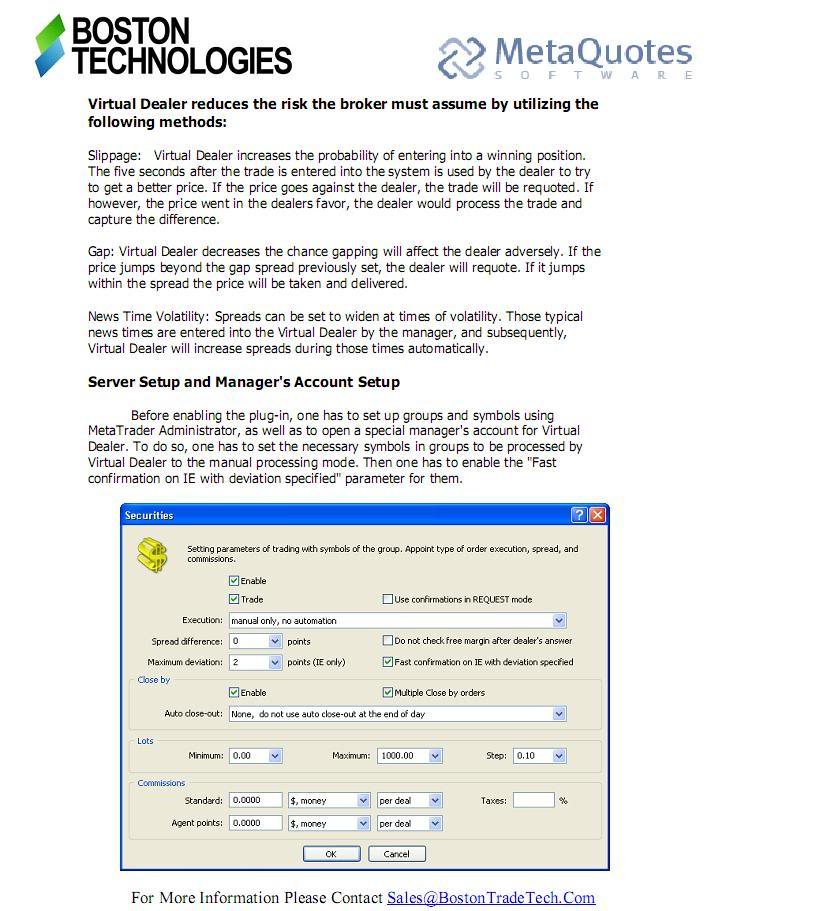 BOSTON
TECHNOLOGIES
MetaQuotes
SOFTWARE
Virtual Dealer reduces the risk the broker must assume by utilizing the
following methods:
Slippage: Virtual Dealer increases the probability of entering into a winning position.
The five seconds after the trade is entered into the system is used by the dealer to try
to get a better price. If the price goes against the dealer, the trade will be requoted. If
however, the price went in the dealers favor, the dealer would process the trade and
capture the difference.
Gap: Virtual Dealer decreases the chance gapping will affect the dealer adversely. If the
price jumps beyond the gap spread previously set, the dealer will requote. If it jumps
within the spread the price will be taken and delivered.
News Time Volatility: Spreads can be set to widen at times of volatility. Those typical
news times are entered into the Virtual Dealer by the manager, and subsequently,
Virtual Dealer will increase spreads during those times automatically.
Server Setup and Manager's Account Setup
Before enabling the plug-in, one has to set up groups and symbols using
MetaTrader Administrator, as well as to open a special manager's account for Virtual
Dealer. To do so, one has to set the necessary symbols in groups to be processed by
Virtual Dealer to the manual processing mode. Then one has to enable the "Fast
confirmation on IE with deviation specified" parameter for them.
Securities
Setting parameters of trading with symbols of the group. Appoint type of order execution, spread, and
commissions.
Enable
Trade Use confirmations in REQUEST mode
Execution: manual only, no automation
Spread difference: 0 points Do not check free margin after dealer's answer
Maximum deviation: 2 points (IE only) Fast confirmation on IE with deviation specified
Close by
Enable Multiple Close by orders
Auto close-out: None, do not use auto close-out at the end of day
Lots
Minimum: 0.00 Maximum: 1000.00 Step: 0.10
Commissions
Standard: 0.0000 $, money per deal Taxes: %
Agent points: 0.0000 $, money per deal
OK Cancel
For More Information Please Contact Sales@BostonTradeTech.Com